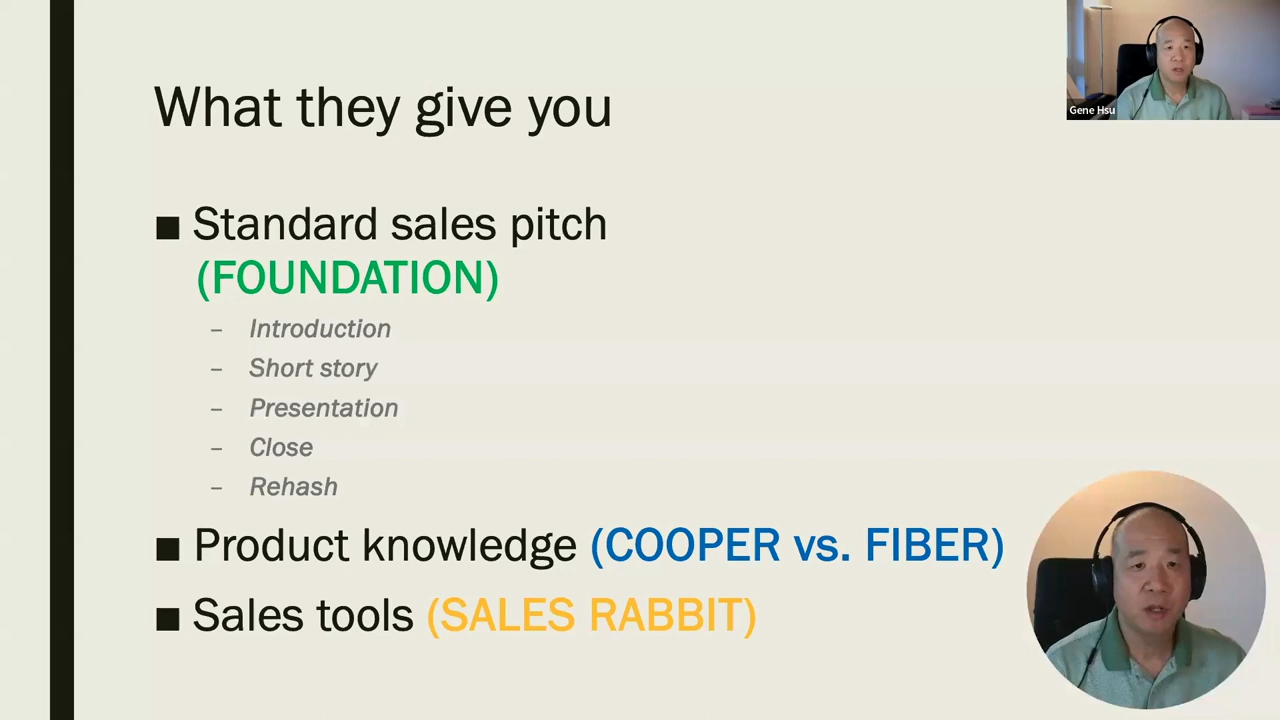 What they give you
Gene Hsu
■ Standard sales pitch
(FOUNDATION)
– Introduction
– Short story
– Presentation
– Close
– Rehash
■ Product knowledge (COOPER vs. FIBER)
■ Sales tools (SALES RABBIT)